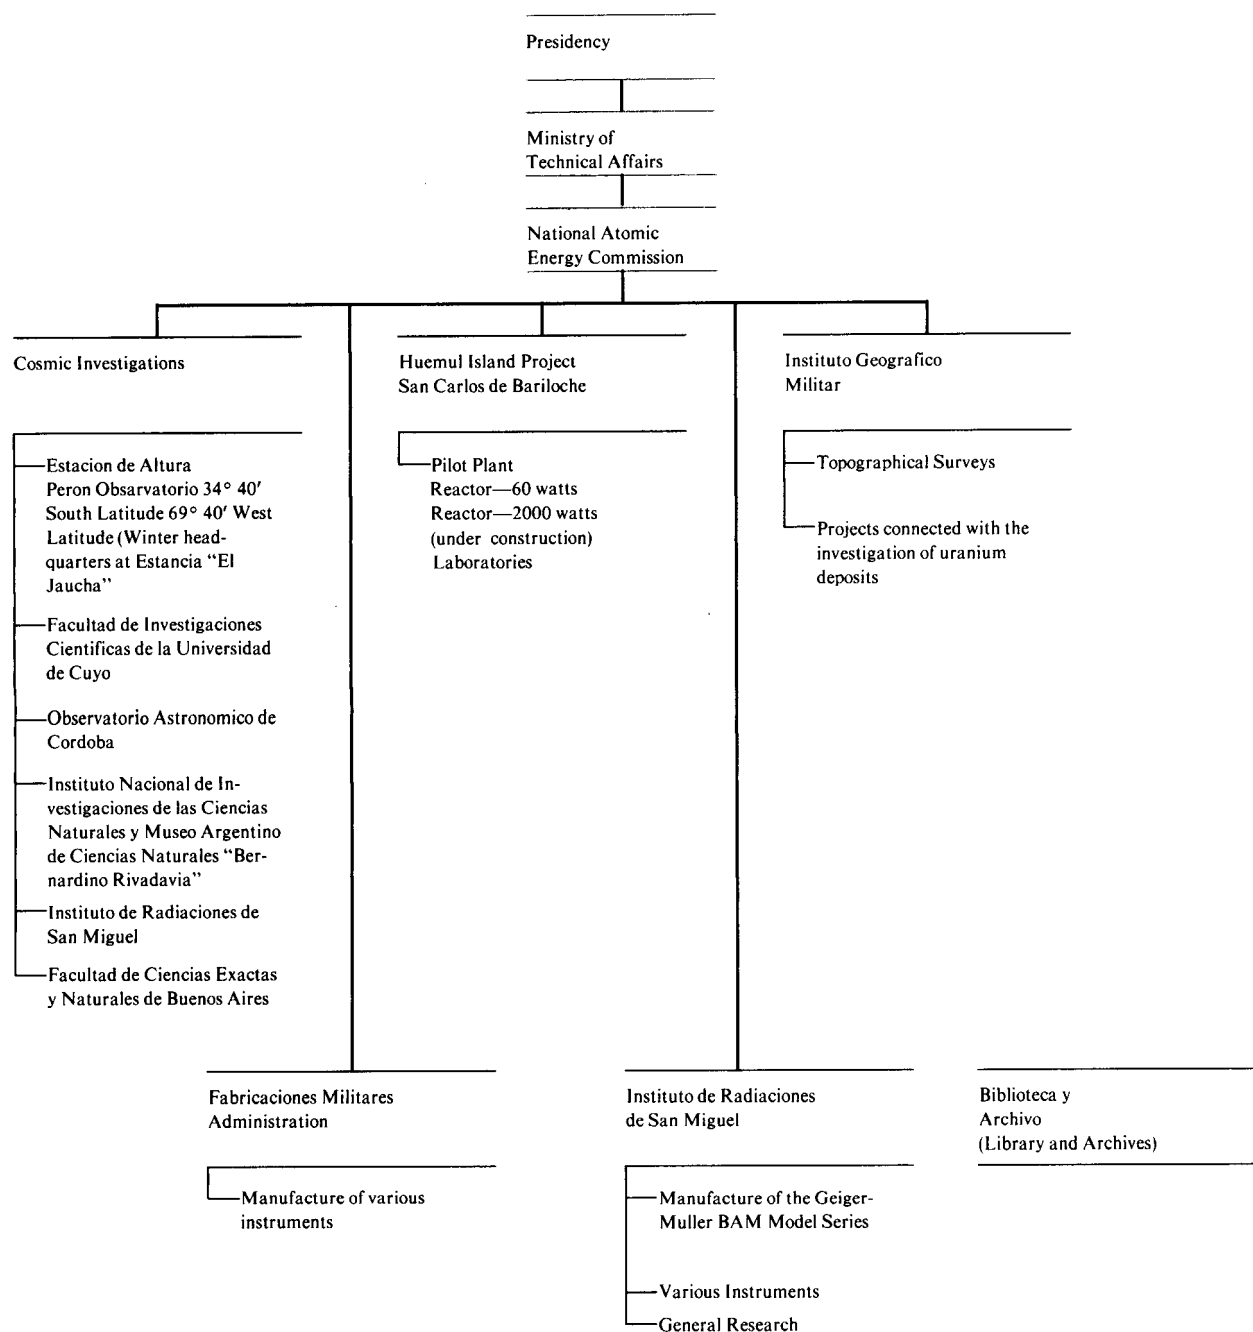 Presidency
Ministry of
Technical Affairs
National Atomic
Energy Commission
Cosmic Investigations
Estacion de Altura
Peron Obsarvatorio 34° 40′
South Latitude 69° 40′ West
Latitude (Winter head-
quarters at Estancia “El
Jaucha”
Facultad de Investigaciones
Cientificas de la Universidad
de Cuyo
Observatorio Astronomico de
Cordoba
Instituto Nacional de In-
vestigaciones de las Ciencias
Naturales y Museo Argentino
de Ciencias Naturales “Ber-
nardino Rivadavia”
Instituto de Radiaciones de
San Miguel
Facultad de Ciencias Exactas
y Naturales de Buenos Aires
Huemul Island Project
San Carlos de Bariloche
Pilot Plant
Reactor—60 watts
Reactor—2000 watts
(under construction)
Laboratories
Instituto Geografico
Militar
Topographical Surveys
Projects connected with the
investigation of uranium
deposits
Fabricaciones Militares
Administration
Manufacture of various
instruments
Instituto de Radiaciones
de San Miguel
Manufacture of the Geiger-
Muller BAM Model Series
Various Instruments
General Research
Biblioteca y
Archivo
(Library and Archives)